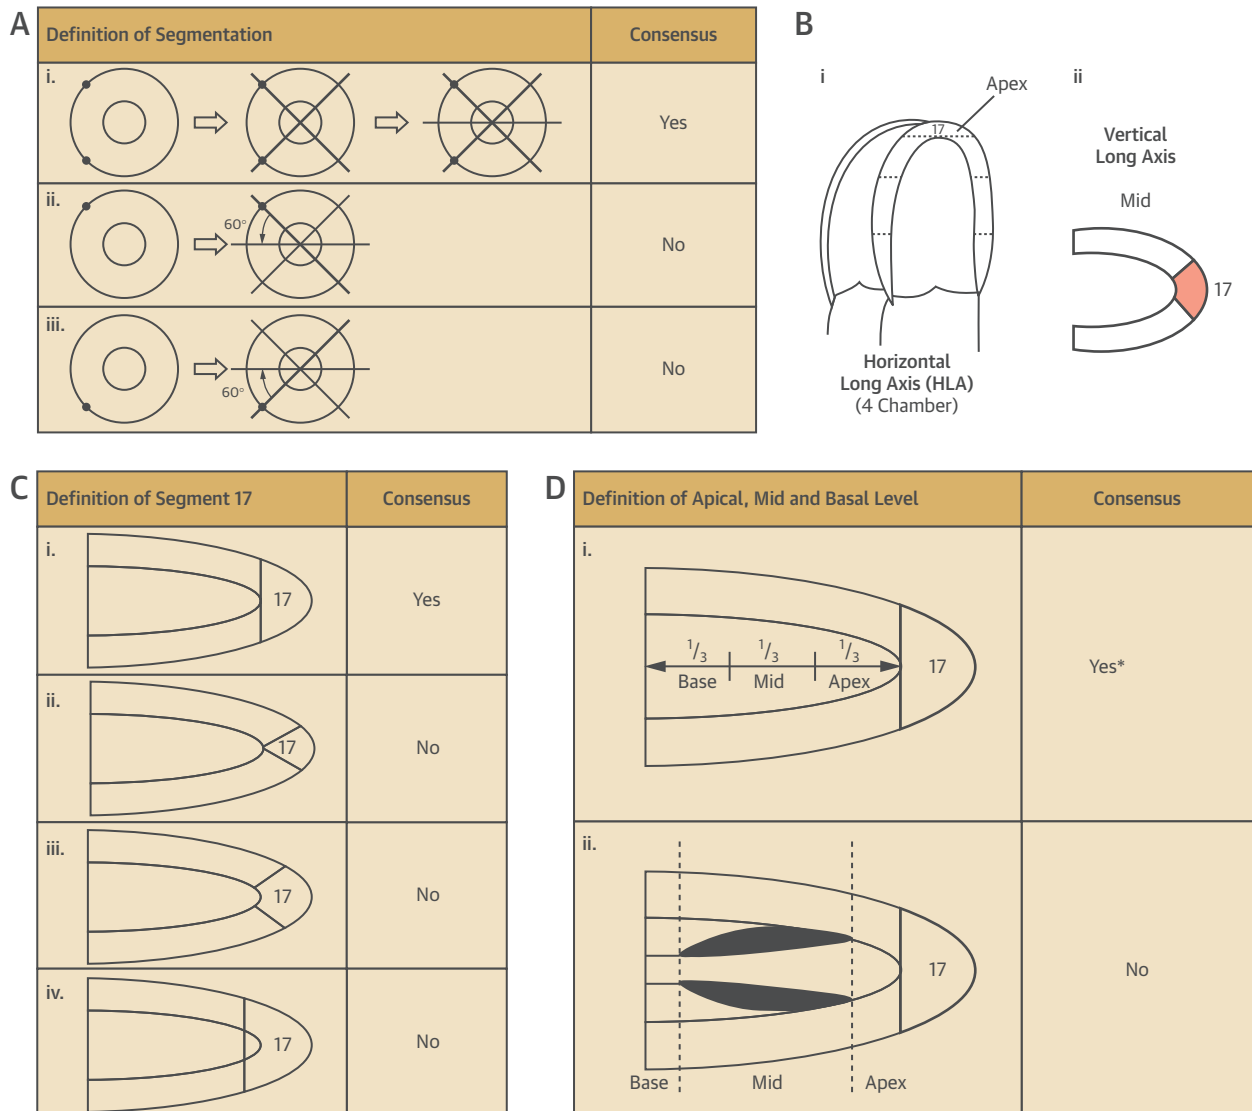 A
Definition of Segmentation Consensus
i.
Yes
ii.
60°
No
iii.
60°
No
B
i
Apex
17
Horizontal
Long Axis (HLA)
(4 Chamber)
ii
Vertical
Long Axis
Mid
17
C
Definition of Segment 17 Consensus
i.
17
Yes
ii.
17
No
iii.
17
No
iv.
17
No
D
Definition of Apical, Mid and Basal Level Consensus
i.
1/3 1/3 1/3
Base Mid Apex
17
Yes*
ii.
17
No
Base Mid Apex